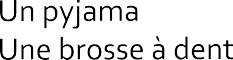 Un pyjama
Une brosse à dent